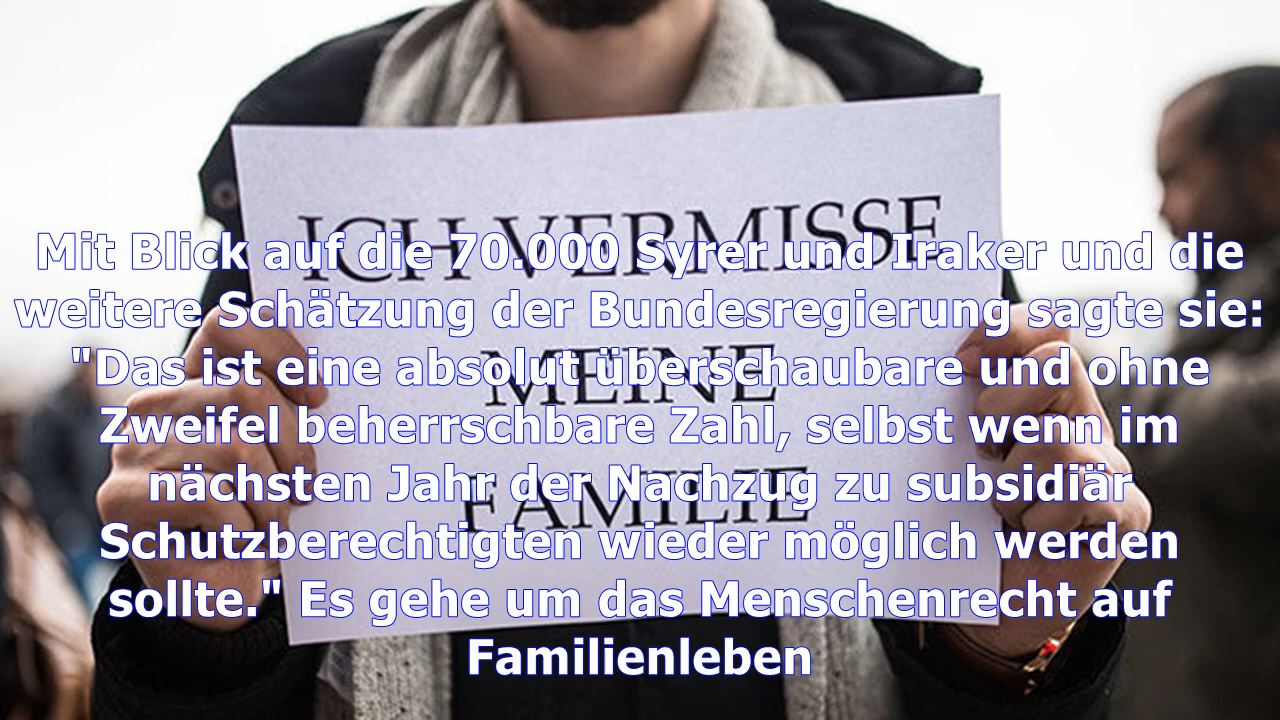 ICH VERMISSE
MEINE
FAMILIE
Mit Blick auf die 70.000 Syrer und Iraker und die
weitere Schätzung der Bundesregierung sagte sie:
"Das ist eine absolut überschaubare und ohne
Zweifel beherrschbare Zahl, selbst wenn im
nächsten Jahr der Nachzug zu subsidiär
Schutzberechtigten wieder möglich werden
sollte." Es gehe um das Menschenrecht auf
Familienleben